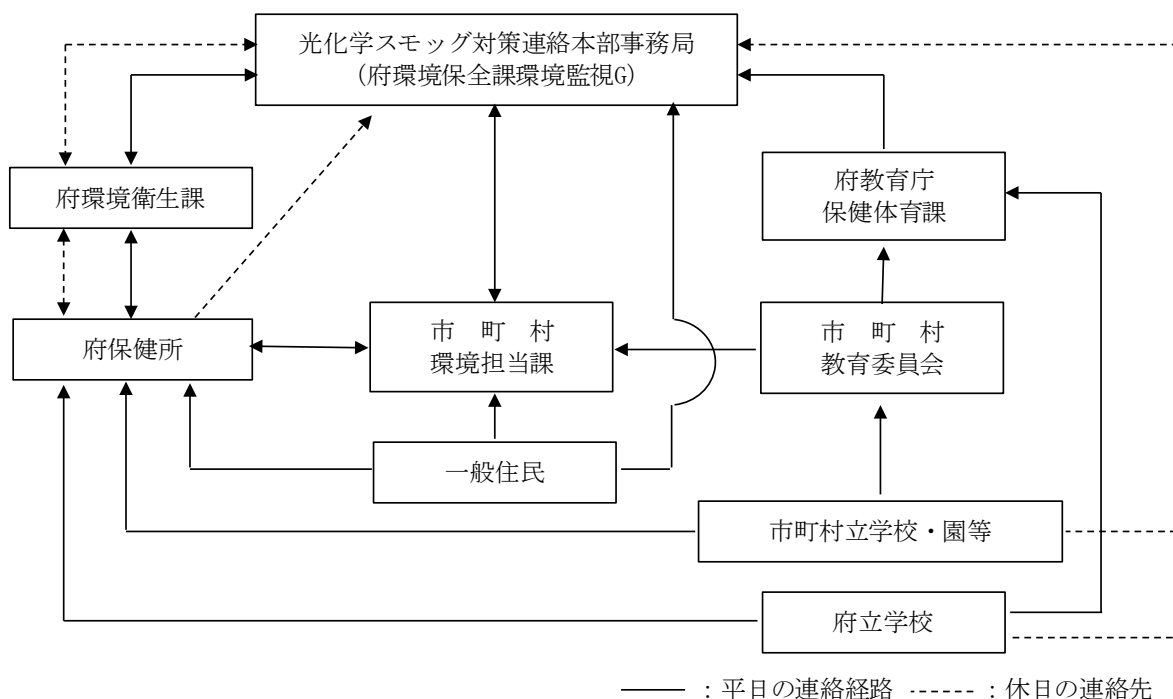 光化学スモッグ対策連絡本部事務局
(府環境保全課環境監視G)
府環境衛生課
府教育庁
保健体育課
府保健所
市 町 村
環境担当課
市 町 村
教育委員会
一般住民
市町村立学校・園等
府立学校
：平日の連絡経路 ：休日の連絡先